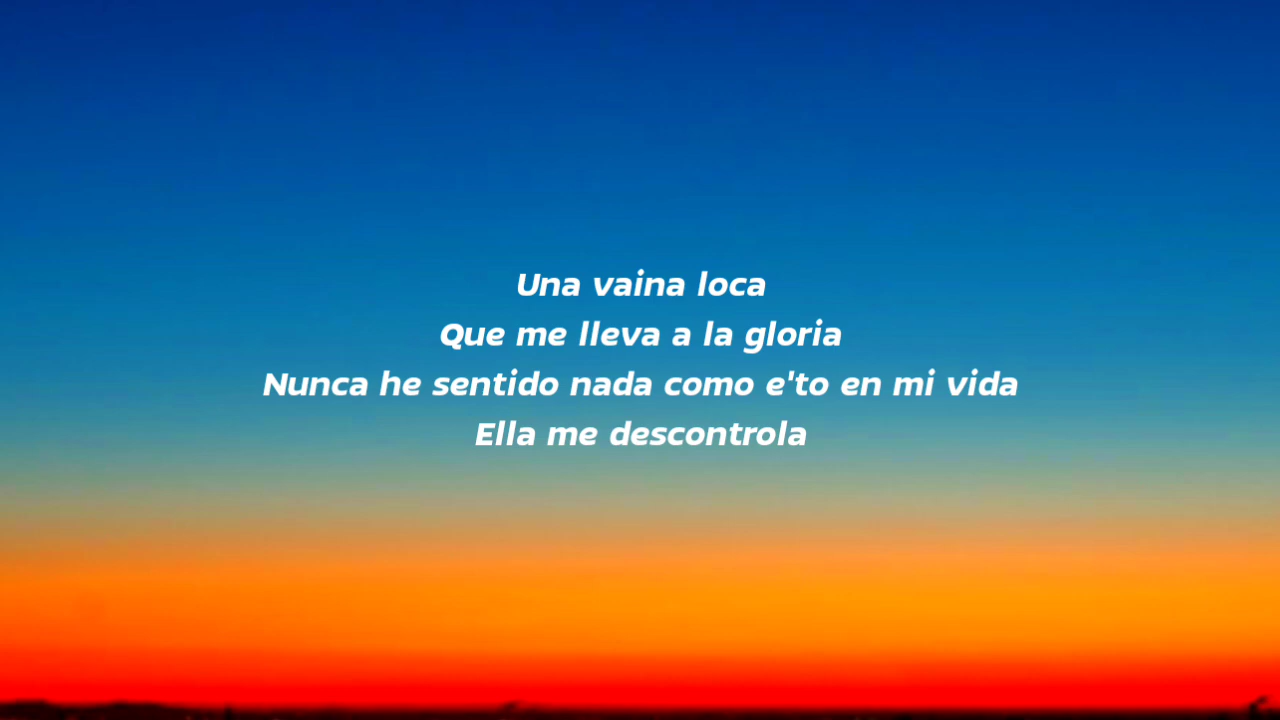 Una vaina loca
Que me lleva a la gloria
Nunca he sentido nada como e'to en mi vida
Ella me descontrola